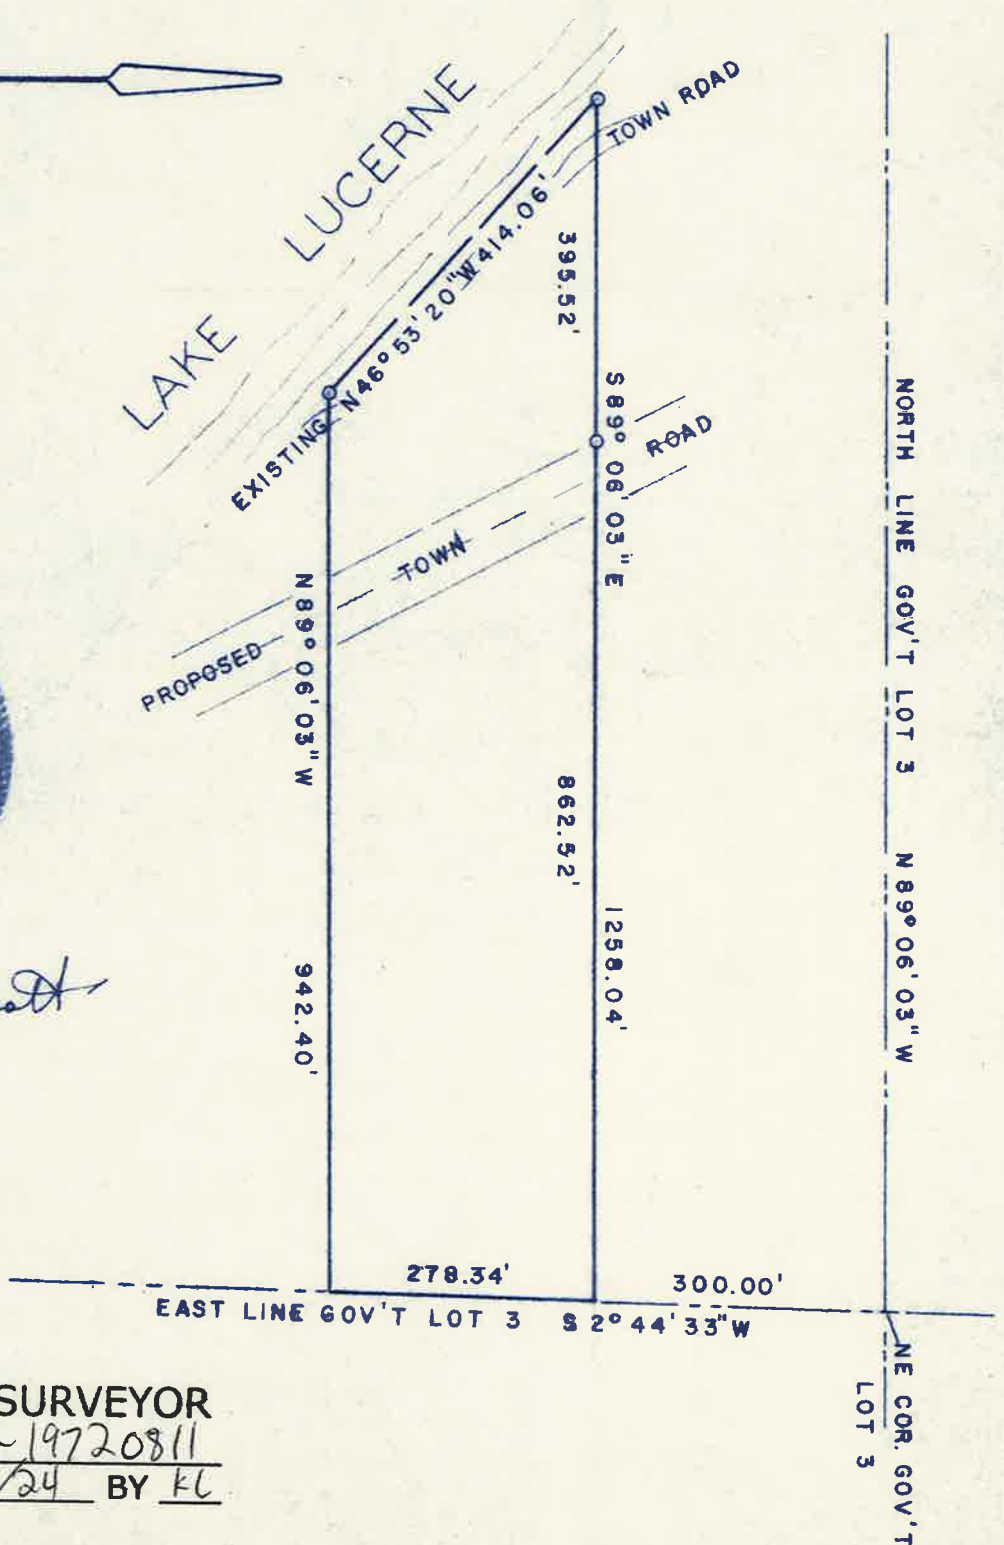 LAKE LUCERNE
TOWN ROAD
EXISTING
N46° 53' 20"W 414.06'
395.52'
S 89° 06' 03" E
ROAD
TOWN
PROPOSED
N 89° 06' 03" W
862.52'
1258.04'
942.40'
NORTH LINE GOV'T LOT 3 N 89° 06' 03" W
278.34'
300.00'
EAST LINE GOV'T LOT 3 S 2° 44' 33" W
NE COR. GOV'T
LOT 3
SURVEYOR
-19720811
/24 BY KL